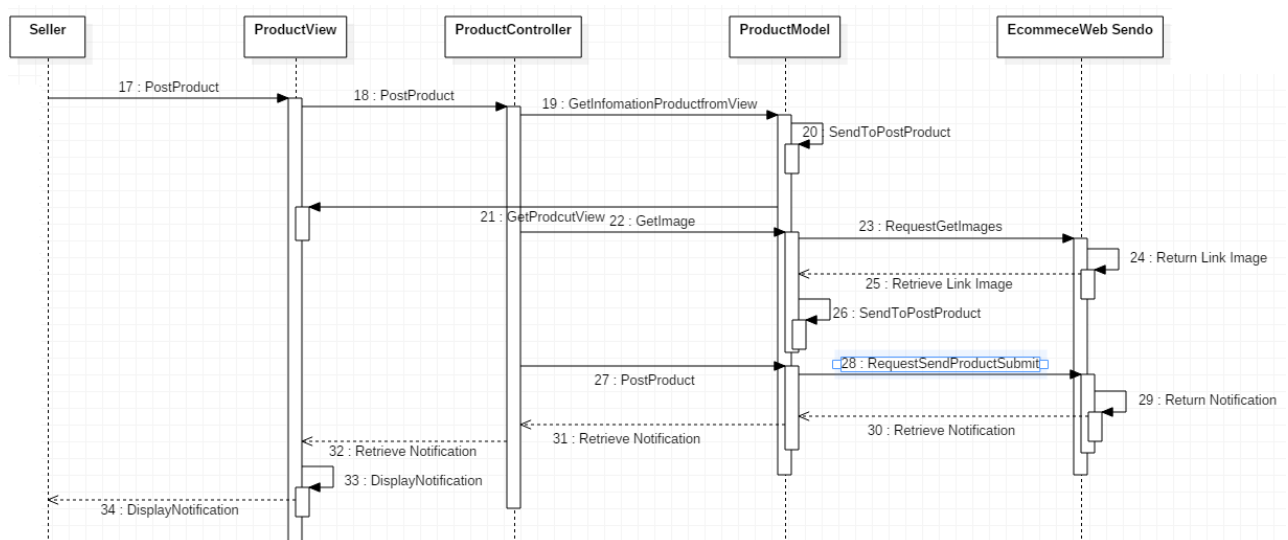 Seller
ProductView
ProductController
ProductModel
EcommeceWeb Sendo
17 : PostProduct
18 : PostProduct
19 : GetInfomationProductfromView
20 : SendToPostProduct
21 : GetProdcutView
22 : GetImage
23 : RequestGetImages
24 : Return Link Image
25 : Retrieve Link Image
26 : SendToPostProduct
27 : PostProduct
28 : RequestSendProductSubmit
29 : Return Notification
30 : Retrieve Notification
31 : Retrieve Notification
32 : Retrieve Notification
33 : DisplayNotification
34 : DisplayNotification